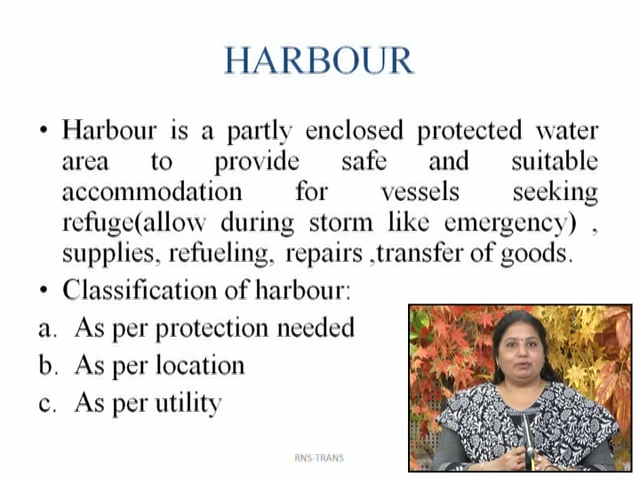 HARBOUR
• Harbour is a partly enclosed protected water
area to provide safe and suitable
accommodation for vessels seeking
refuge(allow during storm like emergency) ,
supplies, refueling, repairs ,transfer of goods.
• Classification of harbour:
a. As per protection needed
b. As per location
c. As per utility
RNS-TRANS